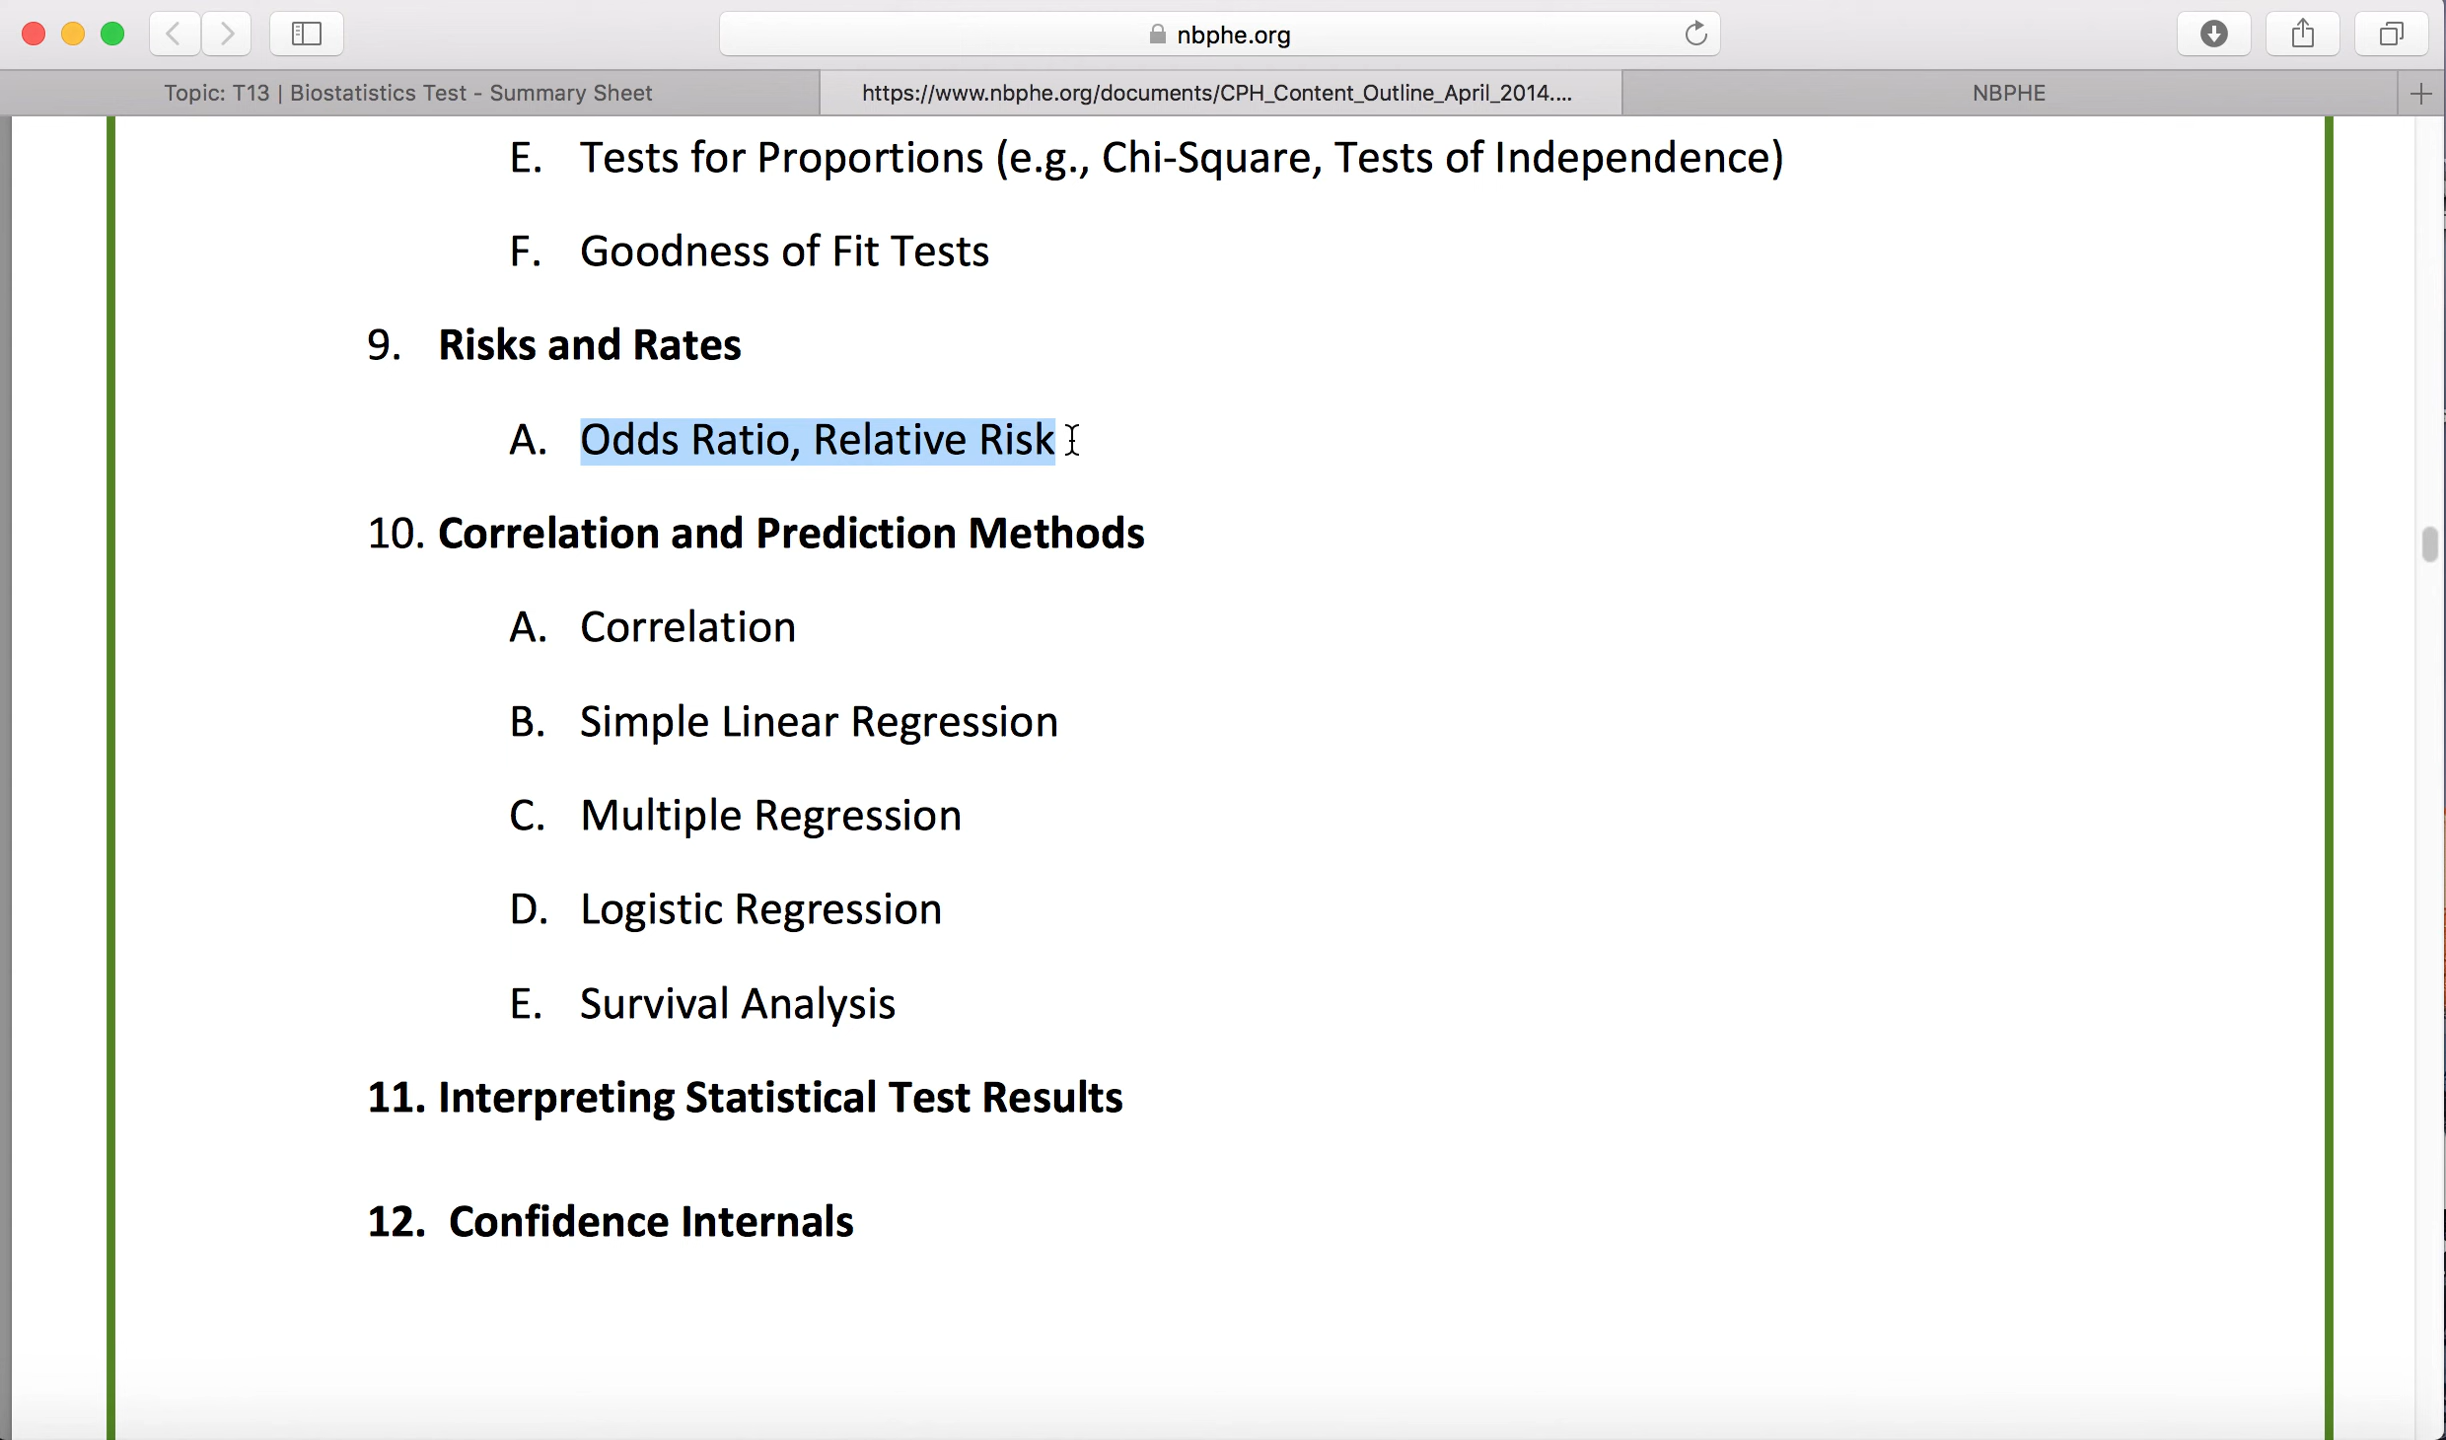 nbphe.org
Topic: T13 | Biostatistics Test - Summary Sheet
https://www.nbphe.org/documents/CPH_Content_Outline_April_2014....
NBPHE
E. Tests for Proportions (e.g., Chi-Square, Tests of Independence)
F. Goodness of Fit Tests
9. Risks and Rates
A. Odds Ratio, Relative Risk
10. Correlation and Prediction Methods
A. Correlation
B. Simple Linear Regression
C. Multiple Regression
D. Logistic Regression
E. Survival Analysis
11. Interpreting Statistical Test Results
12. Confidence Internals